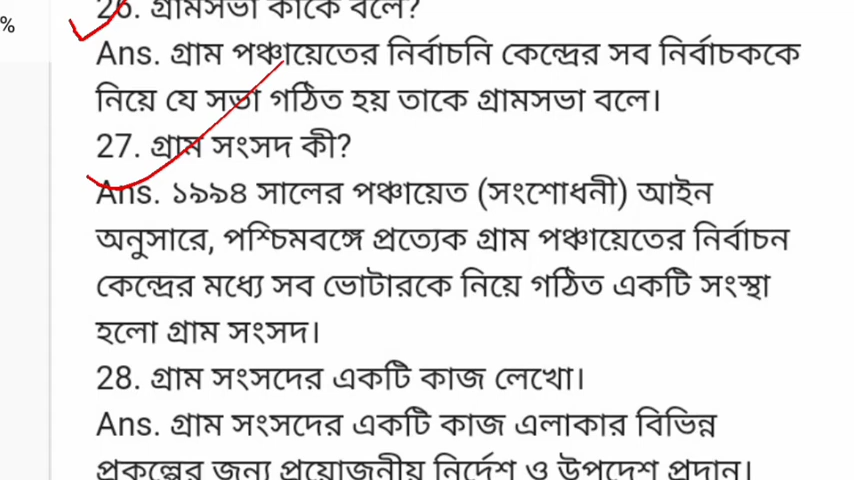 %
26. গ্রামসভা কাকে বলে?
Ans. গ্রাম পঞ্চায়েতের নির্বাচনি কেন্দ্রের সব নির্বাচককে
নিয়ে যে সভা গঠিত হয় তাকে গ্রামসভা বলে।
27. গ্রাম সংসদ কী?
Ans. ১৯৯৪ সালের পঞ্চায়েত (সংশোধনী) আইন
অনুসারে, পশ্চিমবঙ্গে প্রত্যেক গ্রাম পঞ্চায়েতের নির্বাচন
কেন্দ্রের মধ্যে সব ভোটারকে নিয়ে গঠিত একটি সংস্থা
হলো গ্রাম সংসদ।
28. গ্রাম সংসদের একটি কাজ লেখো।
Ans. গ্রাম সংসদের একটি কাজ এলাকার বিভিন্ন
প্রকল্পের জন্য প্রয়োজনীয় নির্দেশ ও উপদেশ প্রদান।